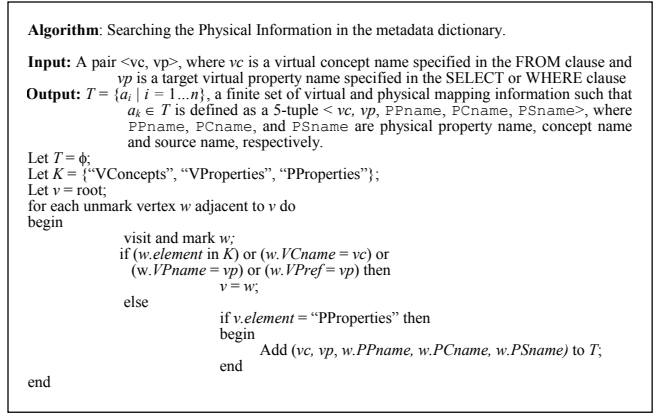 Algorithm: Searching the Physical Information in the metadata dictionary.
Input: A pair <vc, vp>, where vc is a virtual concept name specified in the FROM clause and
vp is a target virtual property name specified in the SELECT or WHERE clause
Output: T = {aᵢ | i = 1...n}, a finite set of virtual and physical mapping information such that
aₖ ∈ T is defined as a 5-tuple < vc, vp, PPname, PCname, PSname>, where
PPname, PCname, and PSname are physical property name, concept name
and source name, respectively.
Let T = ϕ;
Let K = {“VConcepts”, “VProperties”, “PProperties”};
Let v = root;
for each unmark vertex w adjacent to v do
begin
visit and mark w;
if (w.element in K) or (w.VCname = vc) or
(w.VPname = vp) or (w.VPref = vp) then
v = w;
else
if v.element = “PProperties” then
begin
Add (vc, vp, w.PPname, w.PCname, w.PSname) to T;
end
end